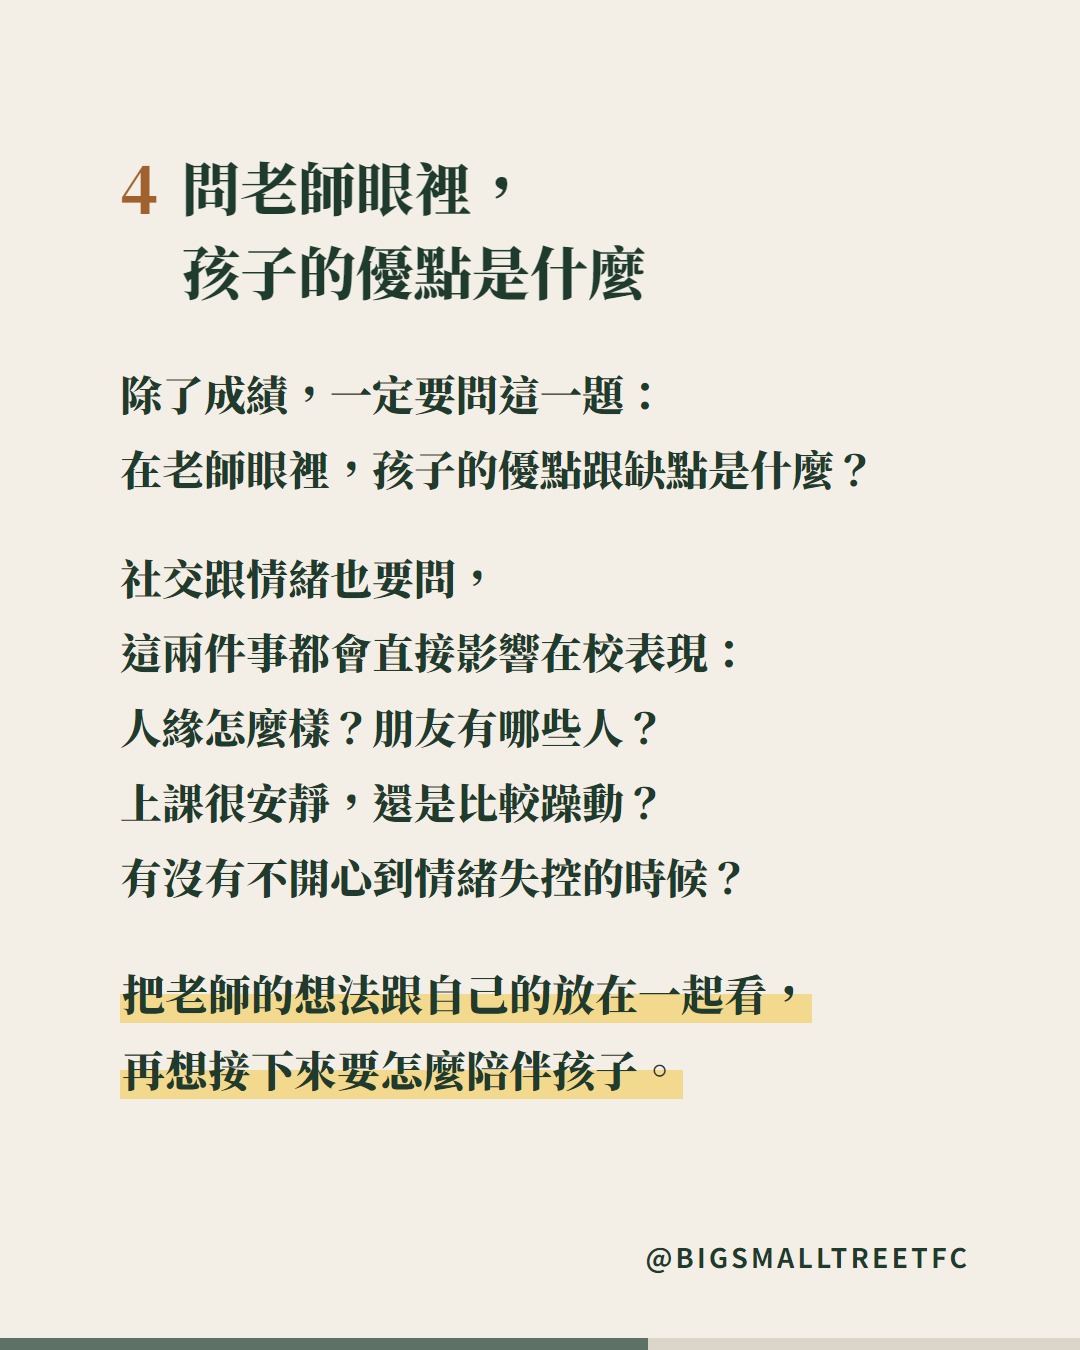 4 問老師眼裡，
孩子的優點是什麼
除了成績，一定要問這一題：
在老師眼裡，孩子的優點跟缺點是什麼？
社交跟情緒也要問，
這兩件事都會直接影響在校表現：
人緣怎麼樣？朋友有哪些人？
上課很安靜，還是比較躁動？
有沒有不開心到情緒失控的時候？
把老師的想法跟自己的放在一起看，
再想接下來要怎麼陪伴孩子。
@BIGSMALLTREETFC